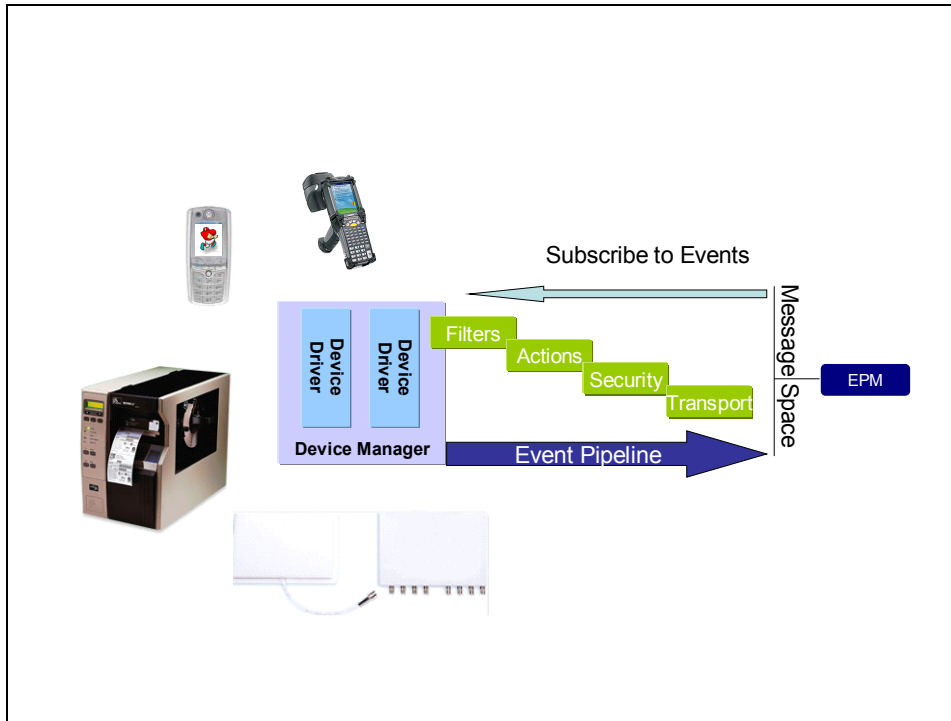 Subscribe to Events
Filters
Actions
Security
Transport
Device
Driver
Device
Driver
Device Manager
Event Pipeline
Message Space
EPM